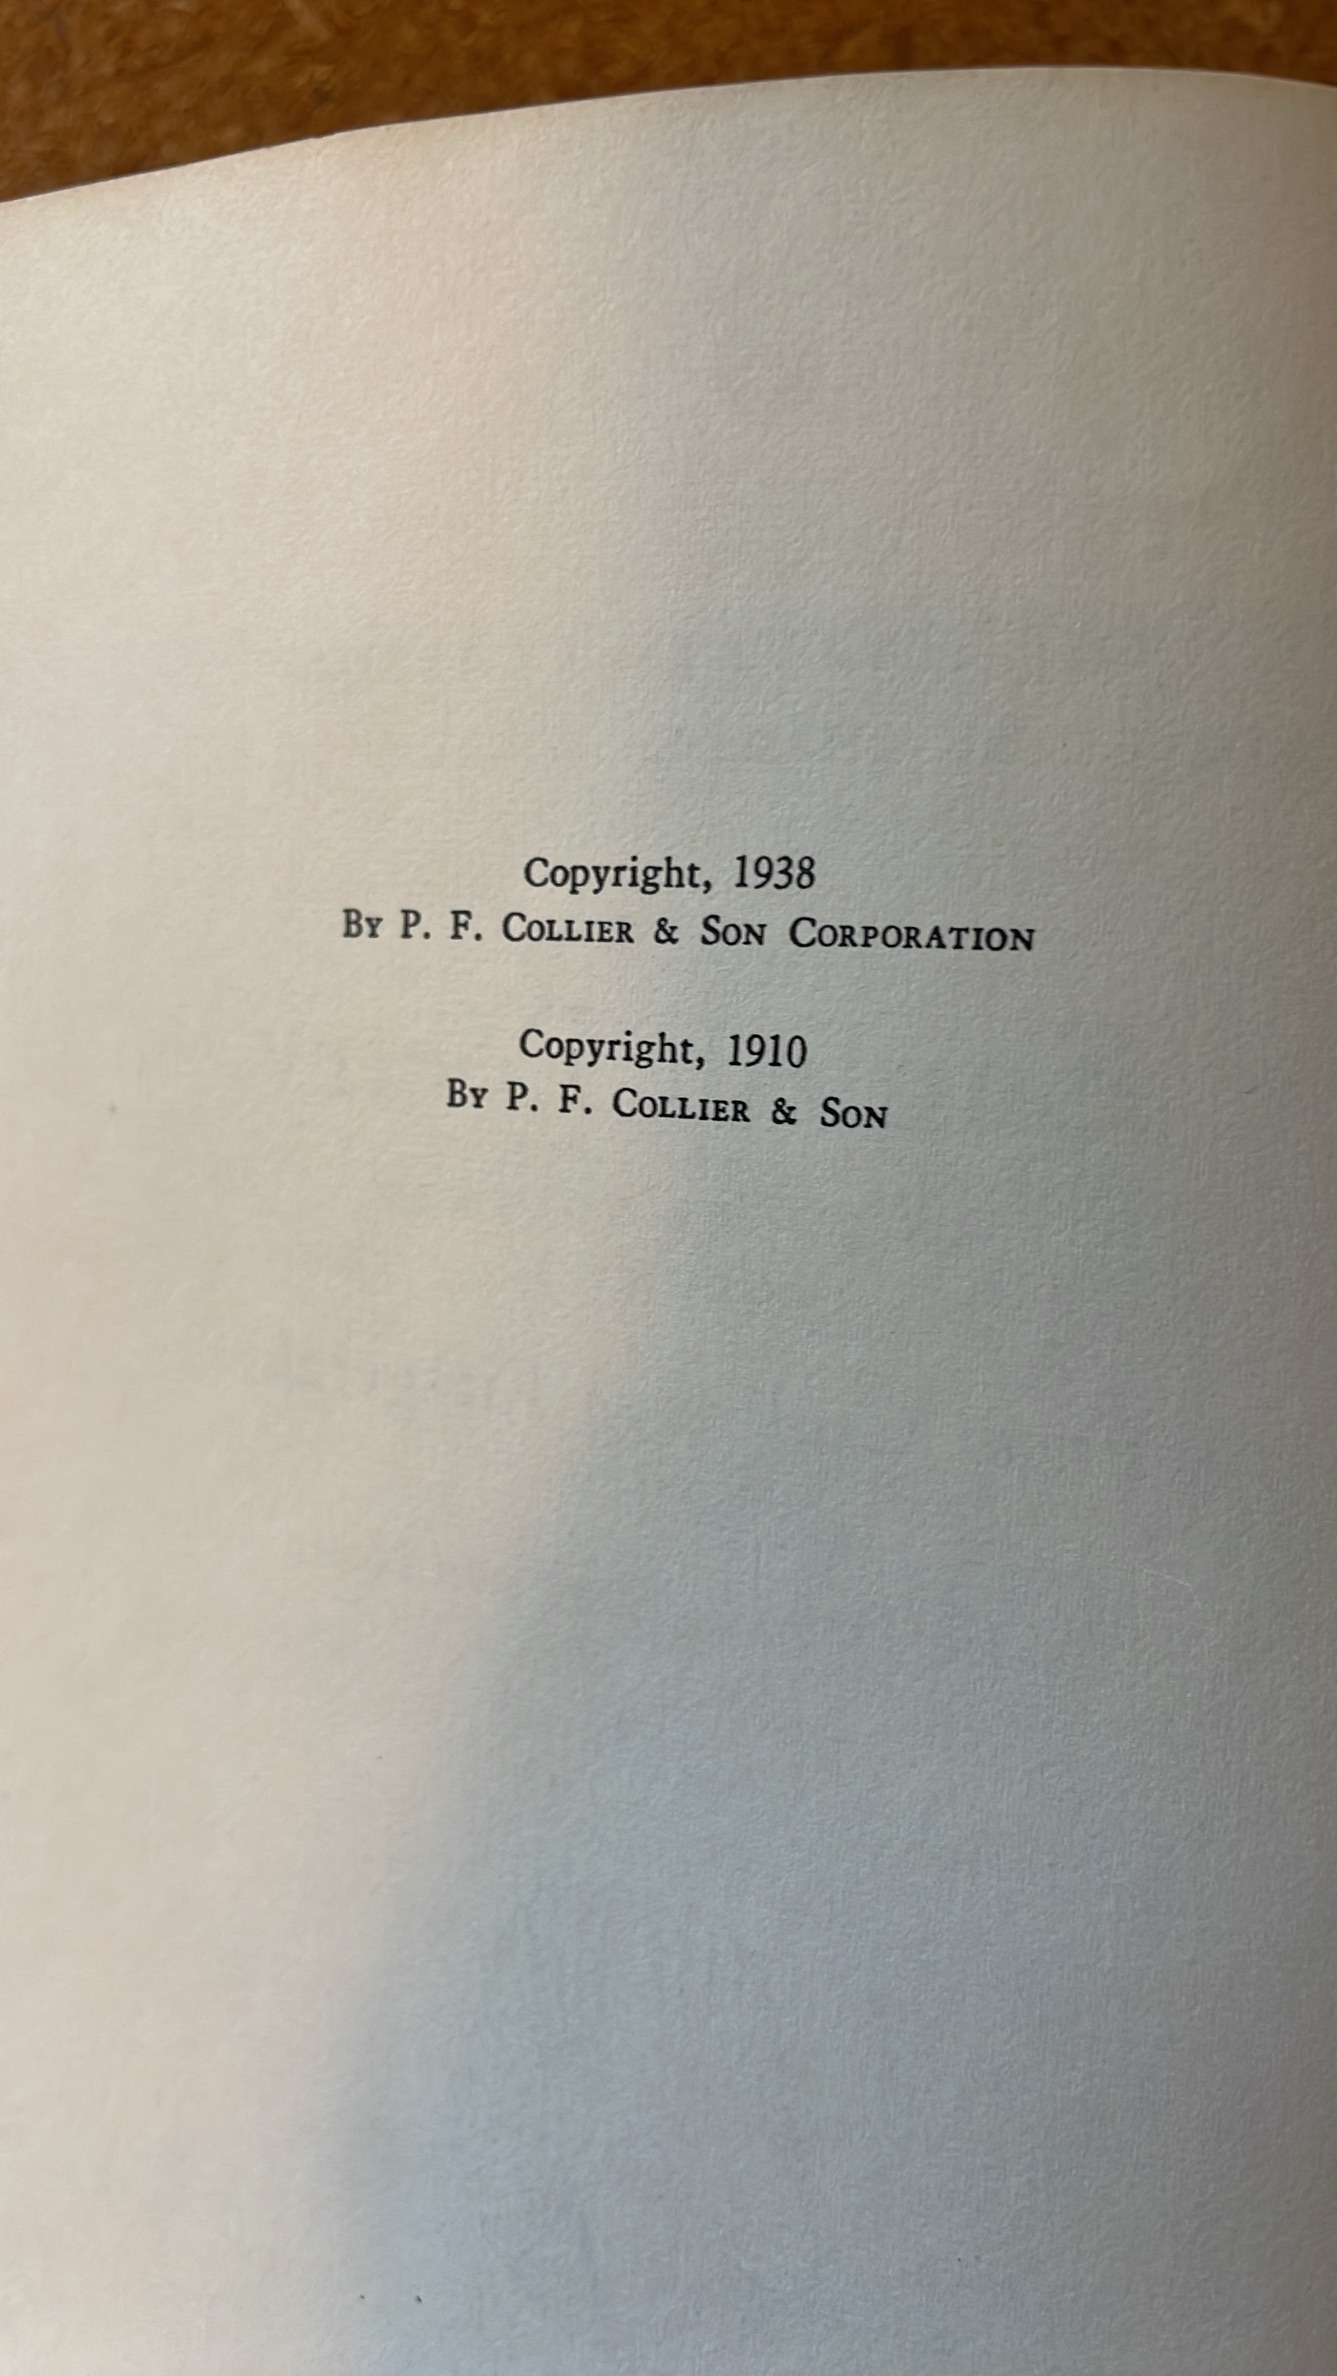 Copyright, 1938
By P. F. Collier & Son Corporation
Copyright, 1910
By P. F. Collier & Son